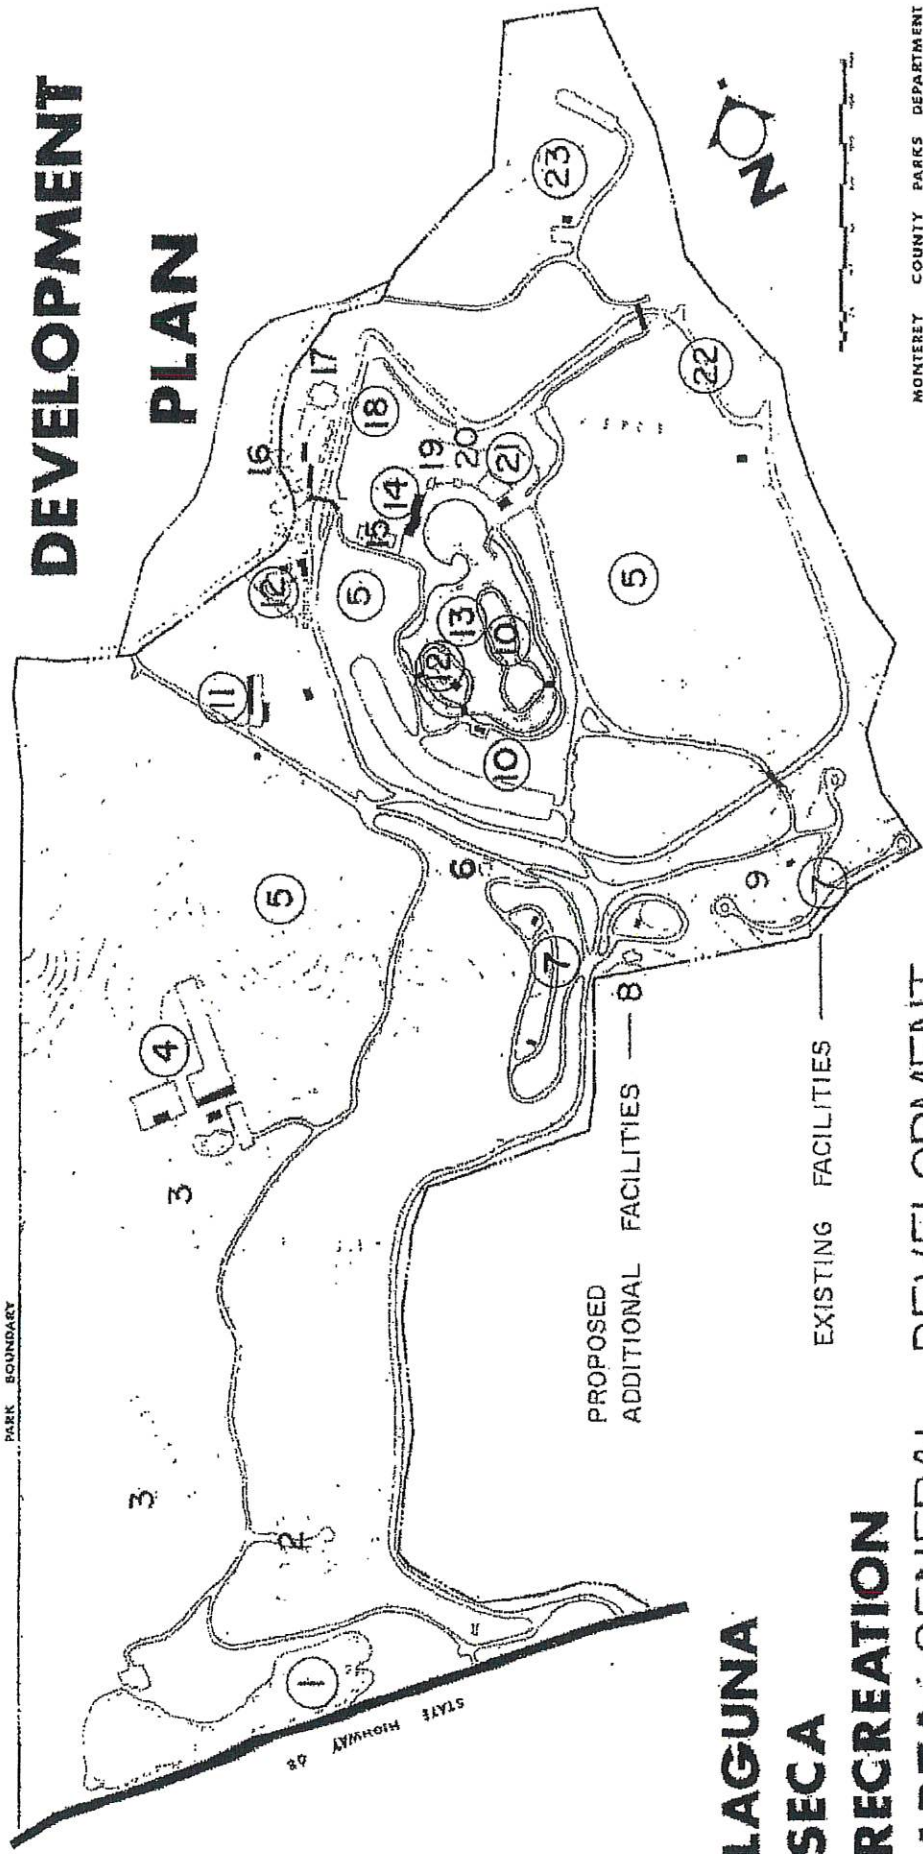 DEVELOPMENT
PLAN
PARK BOUNDARY
1
2
3
3
4
5
5
5
6
7
7
8
9
10
10
11
12
12
13
14
15
16
17
18
19
20
21
22
23
N
STATE HIGHWAY 68
PROPOSED
ADDITIONAL FACILITIES
EXISTING FACILITIES
MONTEREY COUNTY PARKS DEPARTMENT
LAGUNA
SECA
RECREATION
GENERAL DEVELOPMENT